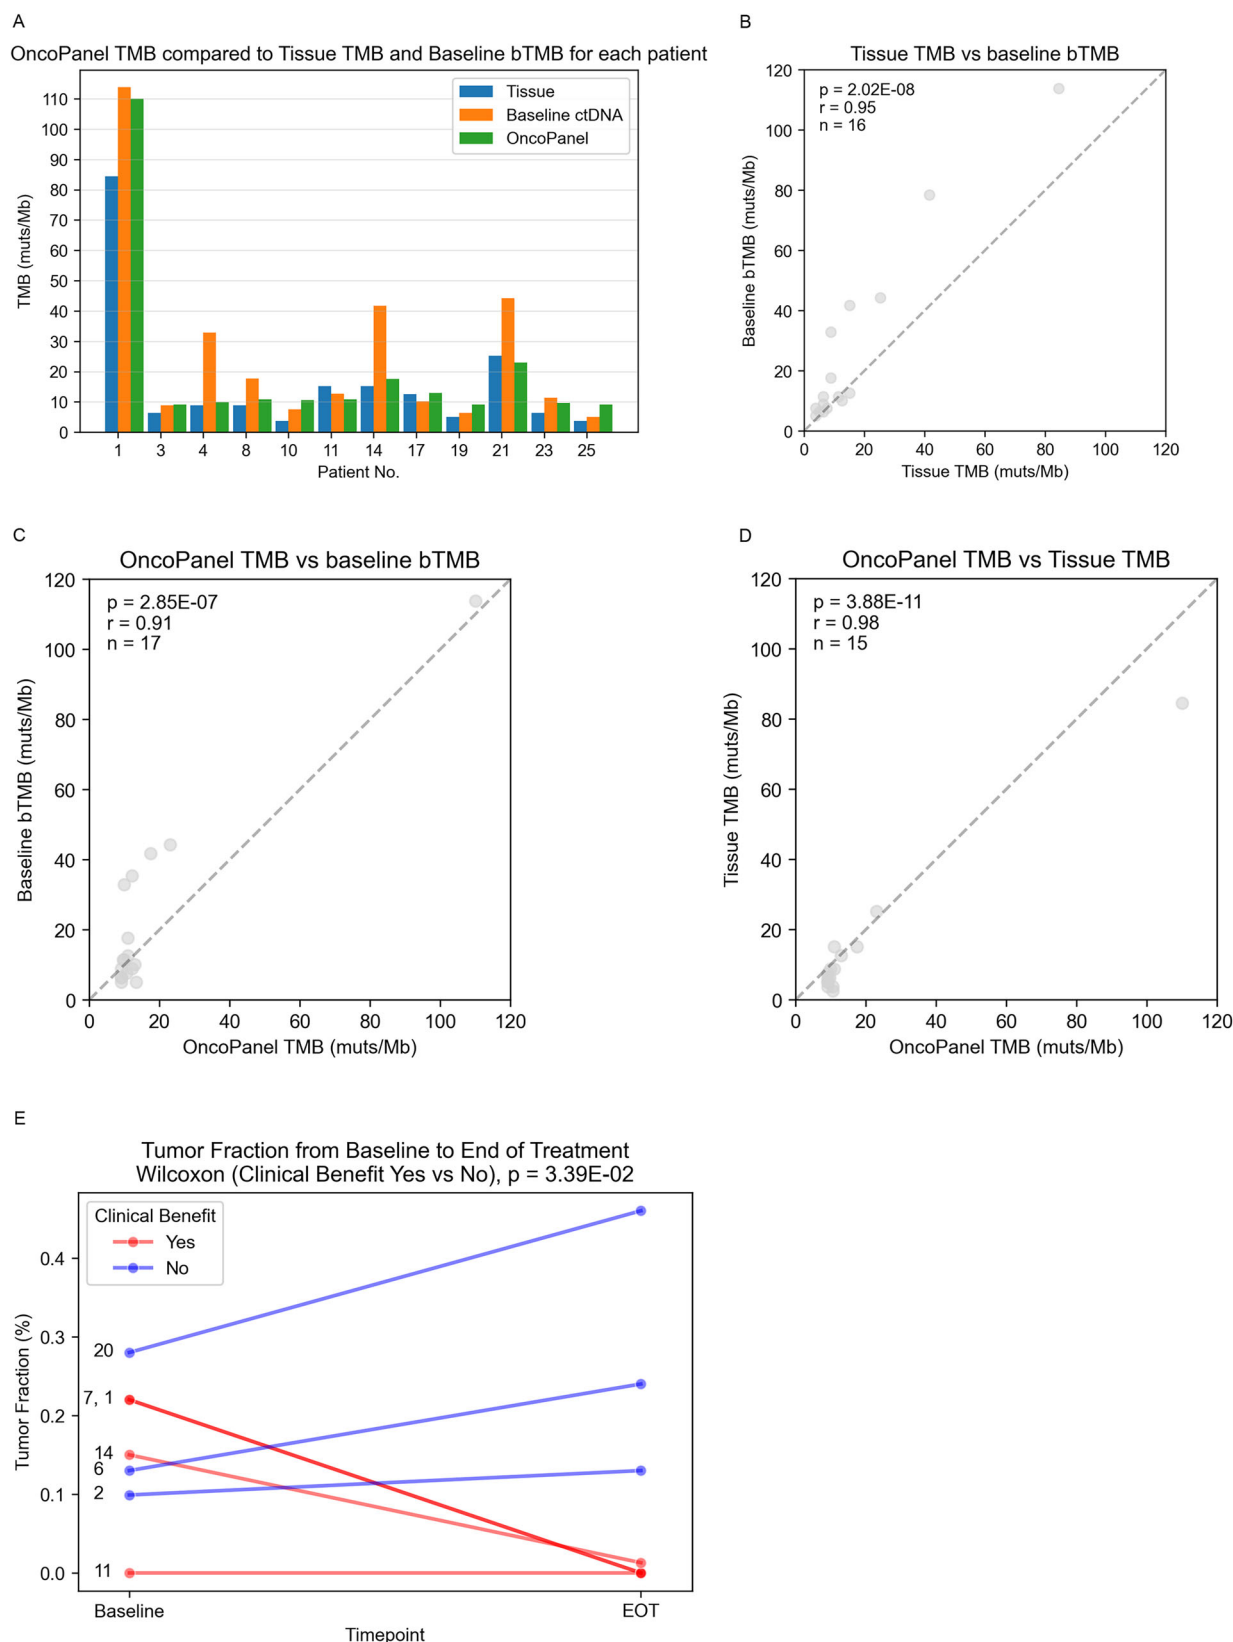 A
OncoPanel TMB compared to Tissue TMB and Baseline bTMB for each patient
TMB (muts/Mb)
110
100
90
80
70
60
50
40
30
20
10
0
Tissue
Baseline ctDNA
OncoPanel
1 3 4 8 10 11 14 17 19 21 23 25
Patient No.
B
Tissue TMB vs baseline bTMB
p = 2.02E-08
r = 0.95
n = 16
Baseline bTMB (muts/Mb)
120
100
80
60
40
20
0
0 20 40 60 80 100 120
Tissue TMB (muts/Mb)
C
OncoPanel TMB vs baseline bTMB
p = 2.85E-07
r = 0.91
n = 17
Baseline bTMB (muts/Mb)
120
100
80
60
40
20
0
0 20 40 60 80 100 120
OncoPanel TMB (muts/Mb)
D
OncoPanel TMB vs Tissue TMB
p = 3.88E-11
r = 0.98
n = 15
Tissue TMB (muts/Mb)
120
100
80
60
40
20
0
0 20 40 60 80 100 120
OncoPanel TMB (muts/Mb)
E
Tumor Fraction from Baseline to End of Treatment
Wilcoxon (Clinical Benefit Yes vs No), p = 3.39E-02
Clinical Benefit
Yes
No
Tumor Fraction (%)
0.4
0.3
0.2
0.1
0.0
20
7, 1
14
6
2
11
Baseline EOT
Timepoint